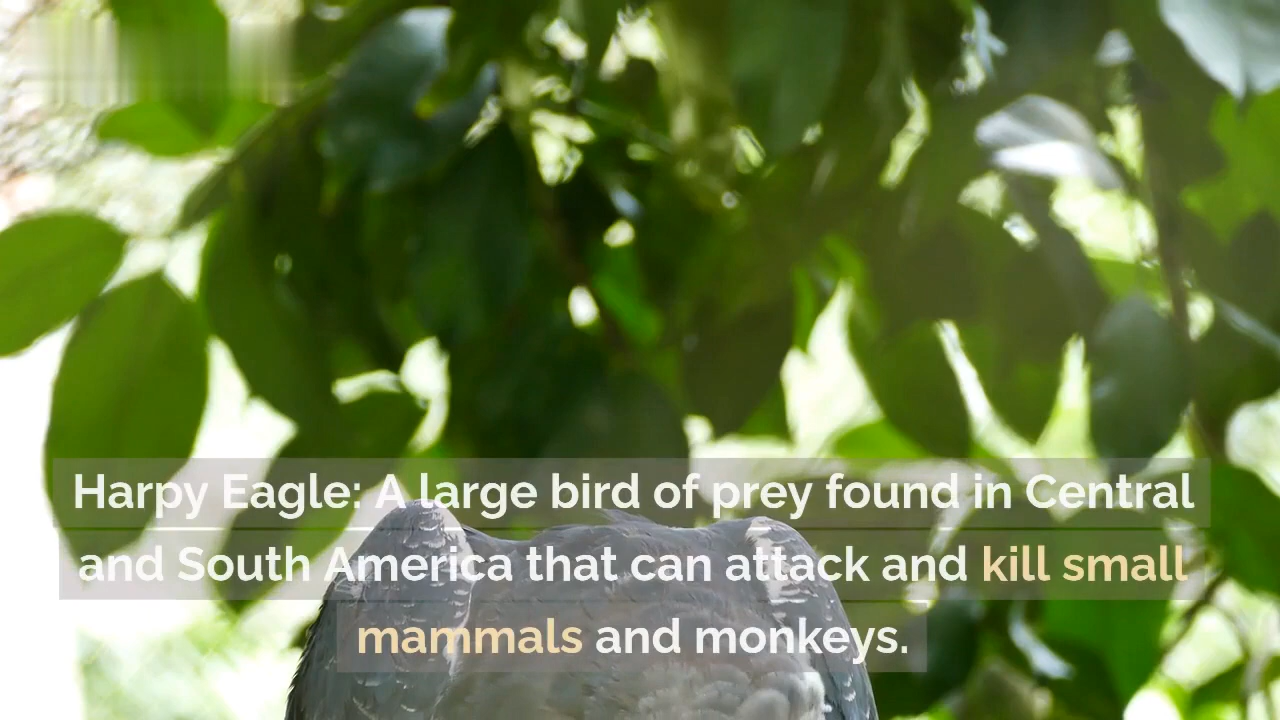 Harpy Eagle: A large bird of prey found in Central
and South America that can attack and kill small
mammals and monkeys.